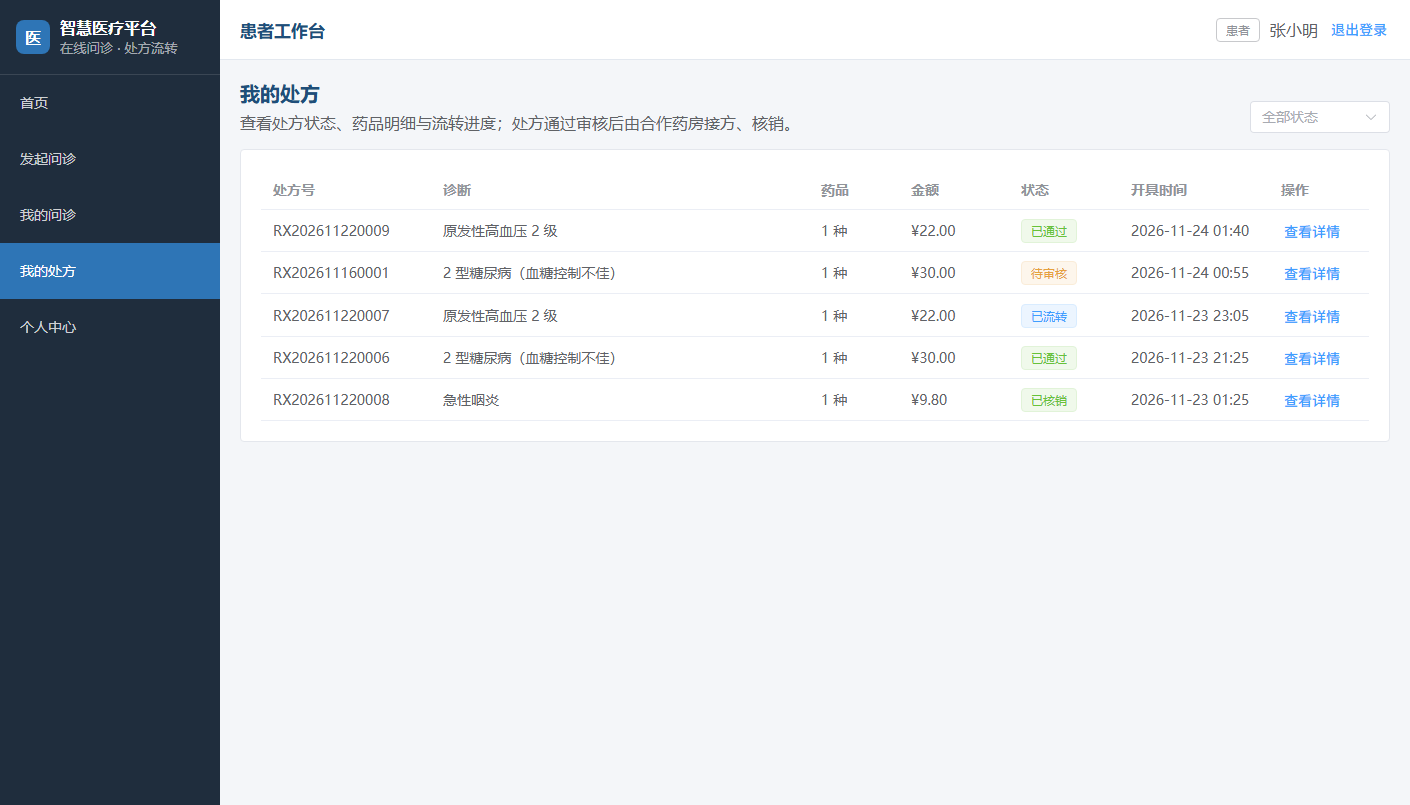 医
智慧医疗平台
在线问诊 · 处方流转
首页
发起问诊
我的问诊
我的处方
个人中心
患者工作台
患者 张小明 退出登录
我的处方
查看处方状态、药品明细与流转进度；处方通过审核后由合作药房接方、核销。
全部状态
处方号 诊断 药品 金额 状态 开具时间 操作
RX202611220009 原发性高血压 2 级 1 种 ¥22.00 已通过 2026-11-24 01:40 查看详情
RX202611160001 2 型糖尿病（血糖控制不佳） 1 种 ¥30.00 待审核 2026-11-24 00:55 查看详情
RX202611220007 原发性高血压 2 级 1 种 ¥22.00 已流转 2026-11-23 23:05 查看详情
RX202611220006 2 型糖尿病（血糖控制不佳） 1 种 ¥30.00 已通过 2026-11-23 21:25 查看详情
RX202611220008 急性咽炎 1 种 ¥9.80 已核销 2026-11-23 01:25 查看详情